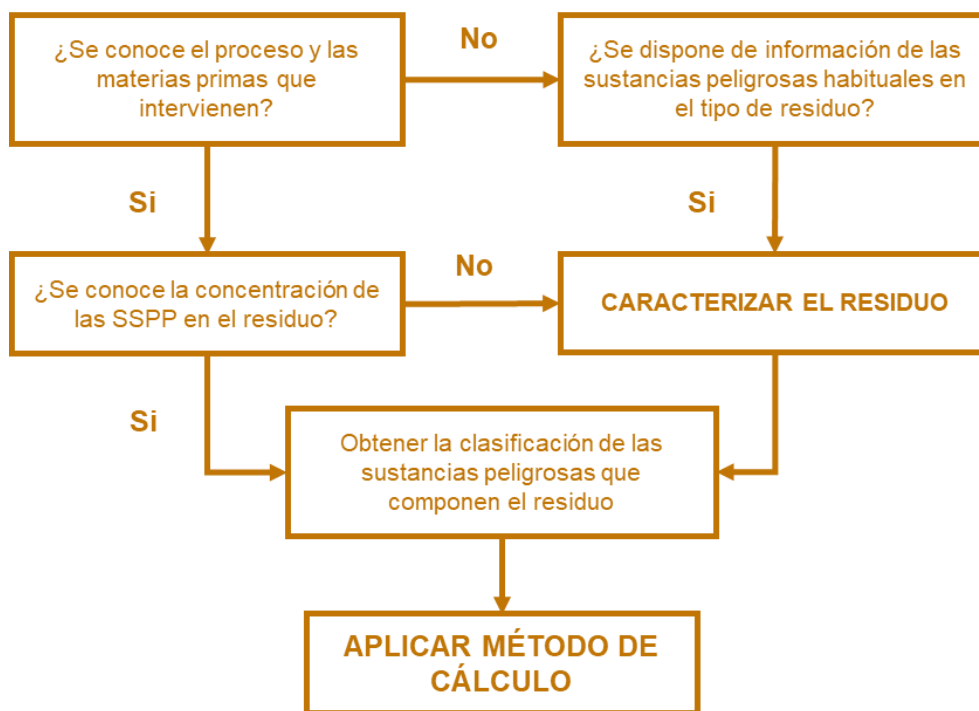 ¿Se conoce el proceso y las
materias primas que
intervienen?
No
¿Se dispone de información de las
sustancias peligrosas habituales en
el tipo de residuo?
Si
Si
¿Se conoce la concentración de
las SSPP en el residuo?
No
CARACTERIZAR EL RESIDUO
Si
Obtener la clasificación de las
sustancias peligrosas que
componen el residuo
APLICAR MÉTODO DE
CÁLCULO